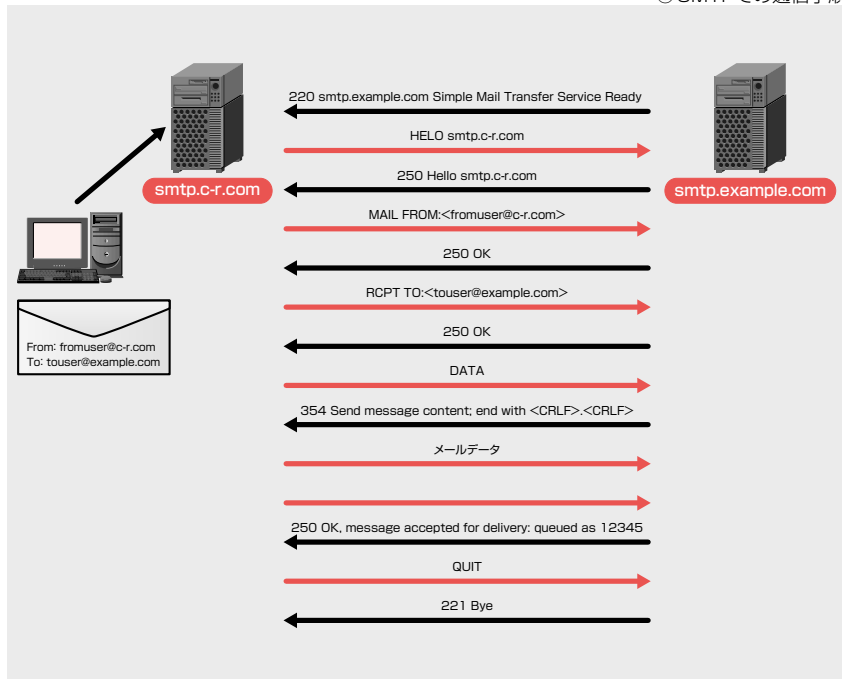 220 smtp.example.com Simple Mail Transfer Service Ready
HELO smtp.c-r.com
250 Hello smtp.c-r.com
smtp.c-r.com
smtp.example.com
MAIL FROM:<fromuser@c-r.com>
250 OK
RCPT TO:<touser@example.com>
250 OK
From: fromuser@c-r.com
To: touser@example.com
DATA
354 Send message content; end with <CRLF>.<CRLF>
メールデータ
250 OK, message accepted for delivery: queued as 12345
QUIT
221 Bye